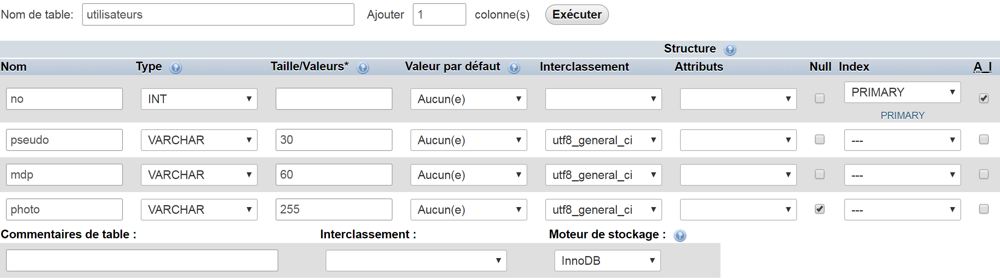 Nom de table: utilisateurs Ajouter 1 colonne(s) Exécuter
Structure
Nom Type Taille/Valeurs* Valeur par défaut Interclassement Attributs Null Index A_I
no INT Aucun(e) PRIMARY
PRIMARY
pseudo VARCHAR 30 Aucun(e) utf8_general_ci ---
mdp VARCHAR 60 Aucun(e) utf8_general_ci ---
photo VARCHAR 255 Aucun(e) utf8_general_ci ---
Commentaires de table : Interclassement : Moteur de stockage :
InnoDB